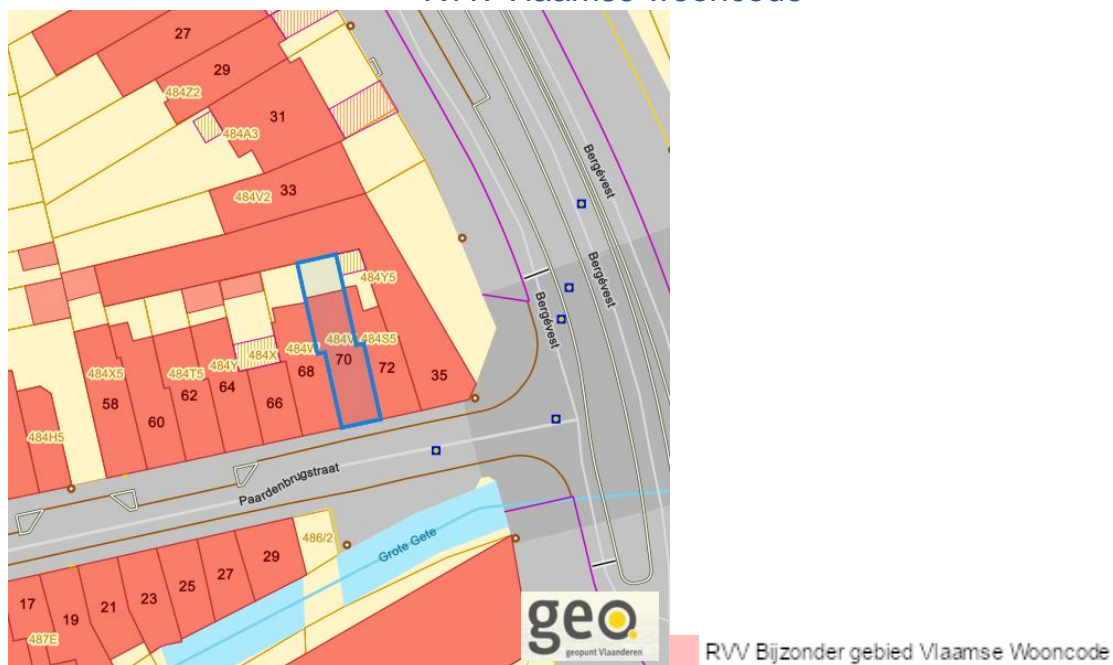 RVV Vlaamse wooncode
27
29
484Z2
31
484A3
33
484V2
Bergévest
Bergévest
Bergévest
484Y5
484X5
484T5
484Y
484X
484W
484V
484S5
58
60
62
64
66
68
70
72
35
484H5
Paardenbrugstraat
Grote Gete
486/2
17
19
21
23
25
27
29
487E
geo
geopunt Vlaanderen
RVV Bijzonder gebied Vlaamse Wooncode